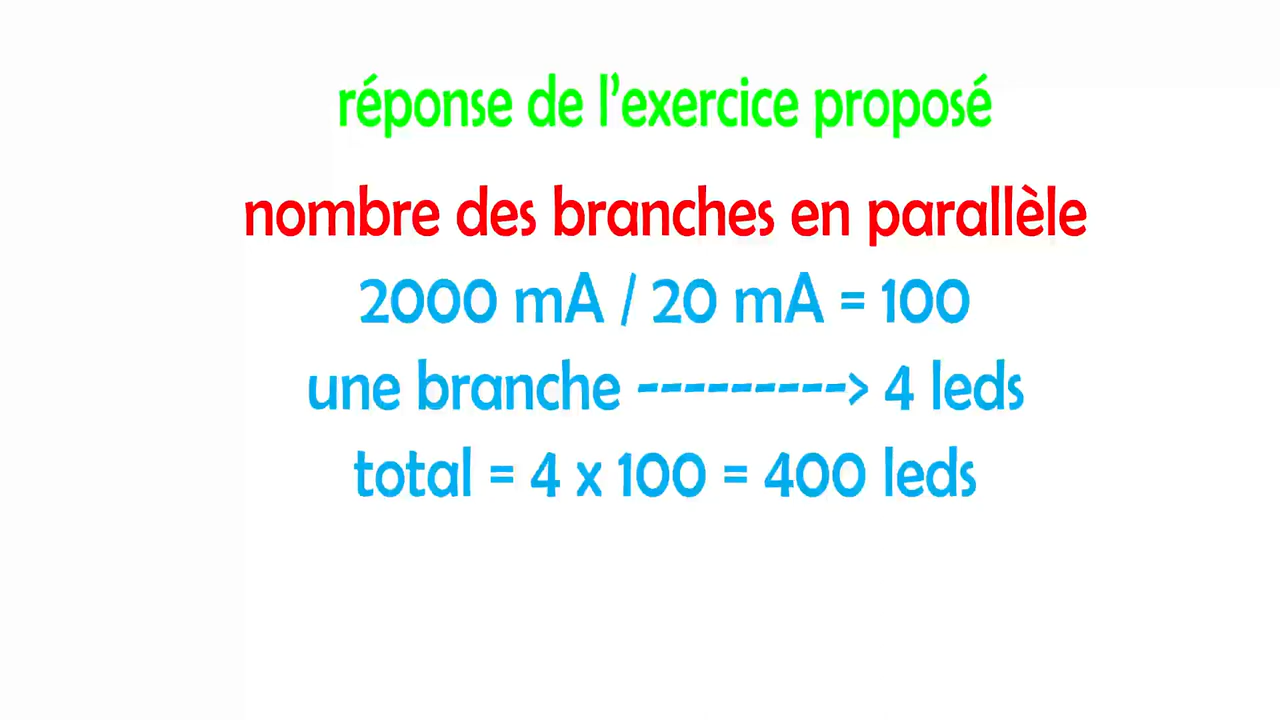 réponse de l'exercice proposé
nombre des branches en parallèle
2000 mA / 20 mA = 100
une branche ---------> 4 leds
total = 4 x 100 = 400 leds